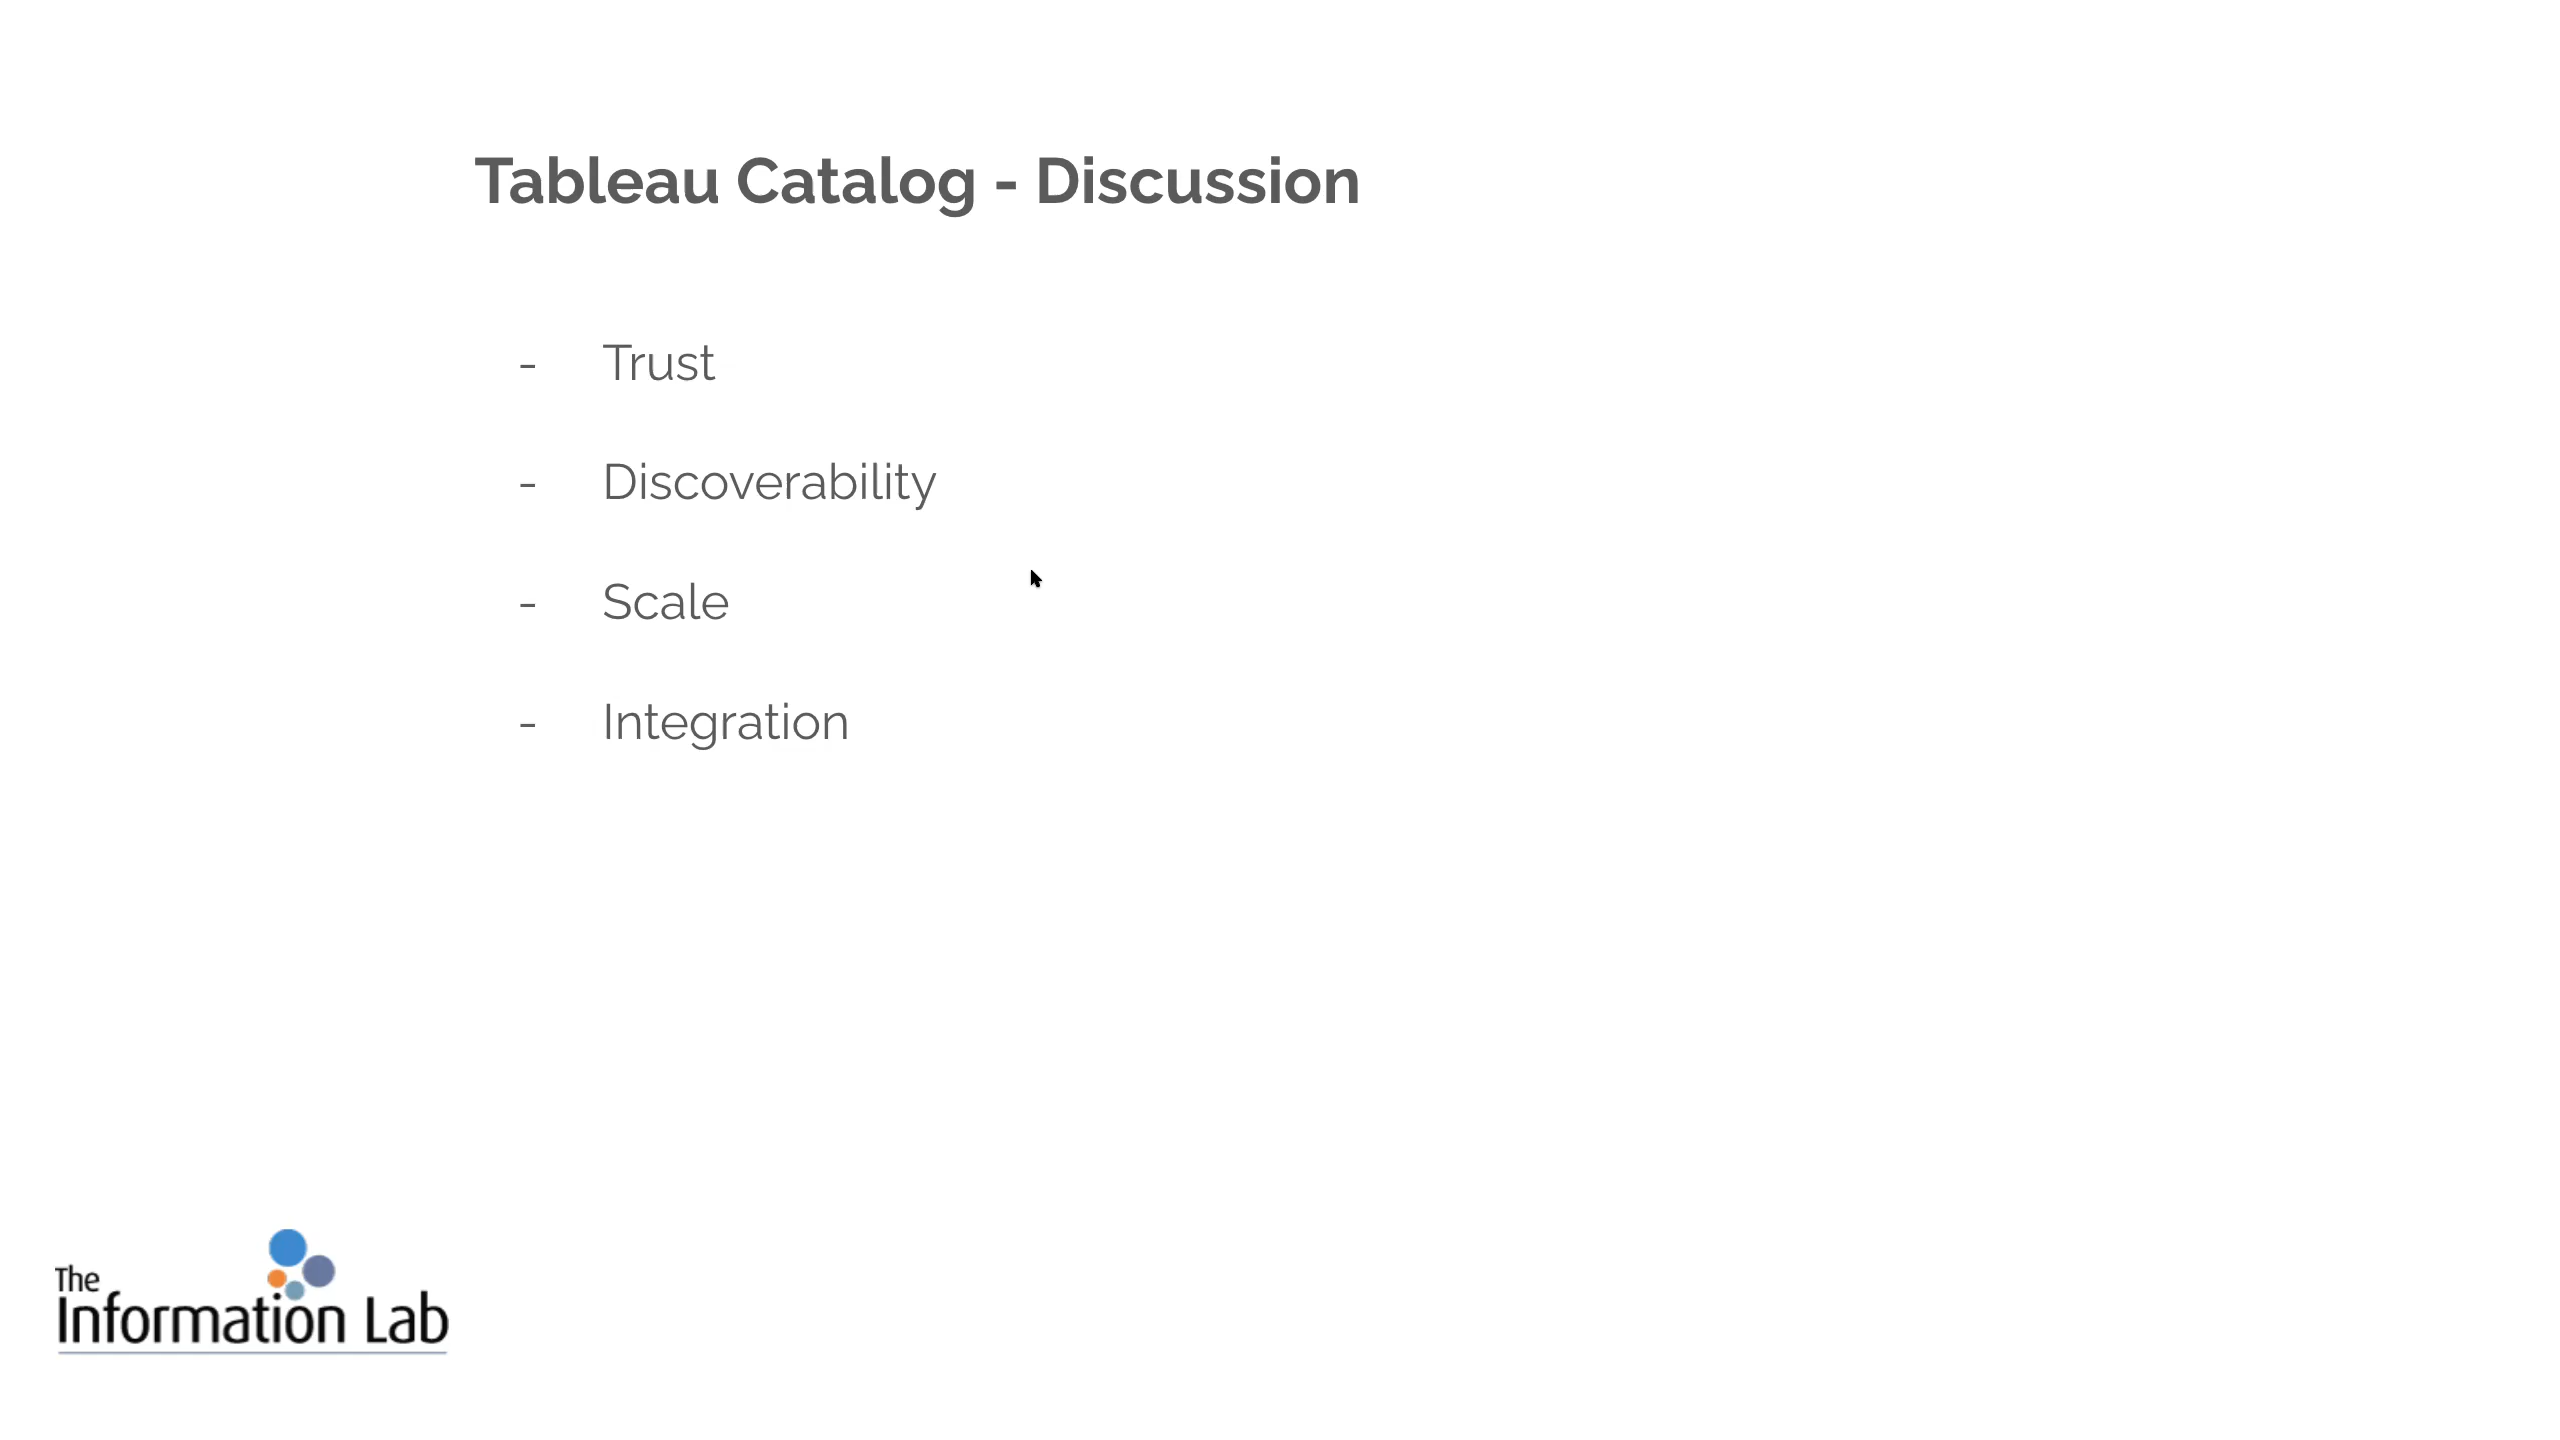 Tableau Catalog - Discussion
- Trust
- Discoverability
- Scale
- Integration
The
Information Lab